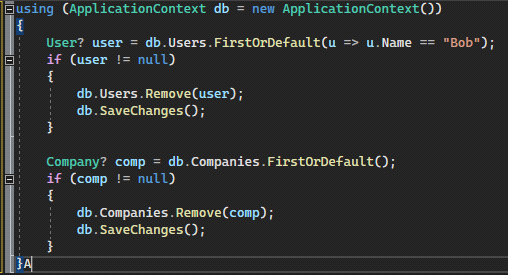 using (ApplicationContext db = new ApplicationContext())
{
    User? user = db.Users.FirstOrDefault(u => u.Name == "Bob");
    if (user != null)
    {
        db.Users.Remove(user);
        db.SaveChanges();
    }

    Company? comp = db.Companies.FirstOrDefault();
    if (comp != null)
    {
        db.Companies.Remove(comp);
        db.SaveChanges();
    }
}A